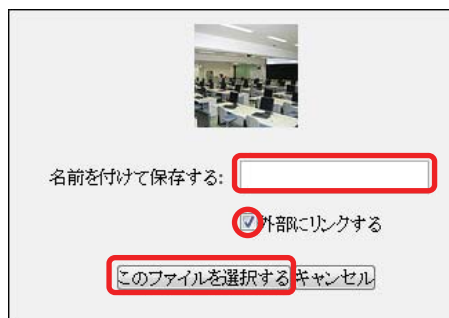 名前を付けて保存する:
外部にリンクする
このファイルを選択する キャンセル